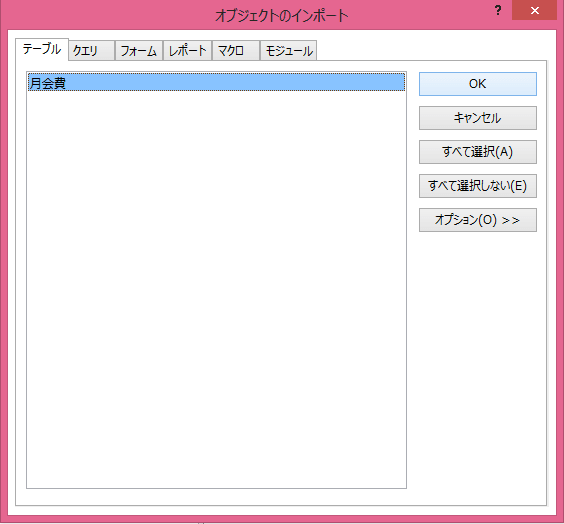 オブジェクトのインポート
?
×
テーブル クエリ フォーム レポート マクロ モジュール
月会費
OK
キャンセル
すべて選択(A)
すべて選択しない(E)
オプション(O) >>